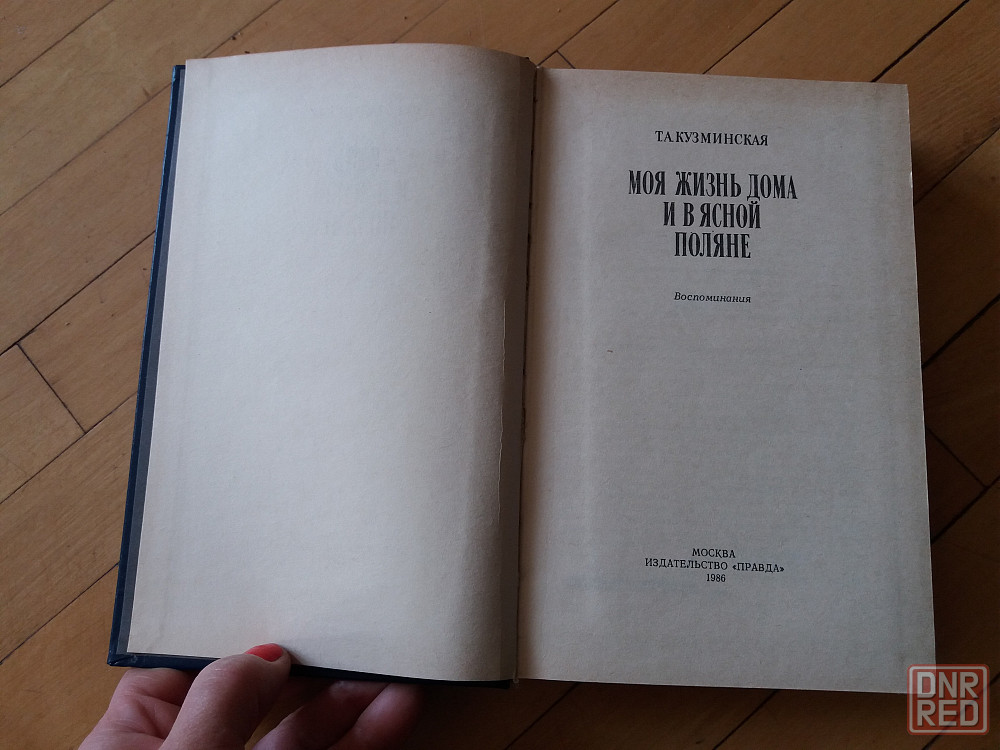 Т.А.КУЗМИНСКАЯ
МОЯ ЖИЗНЬ ДОМА
И В ЯСНОЙ
ПОЛЯНЕ
Воспоминания
МОСКВА
ИЗДАТЕЛЬСТВО «ПРАВДА»
1986
DNR
RED